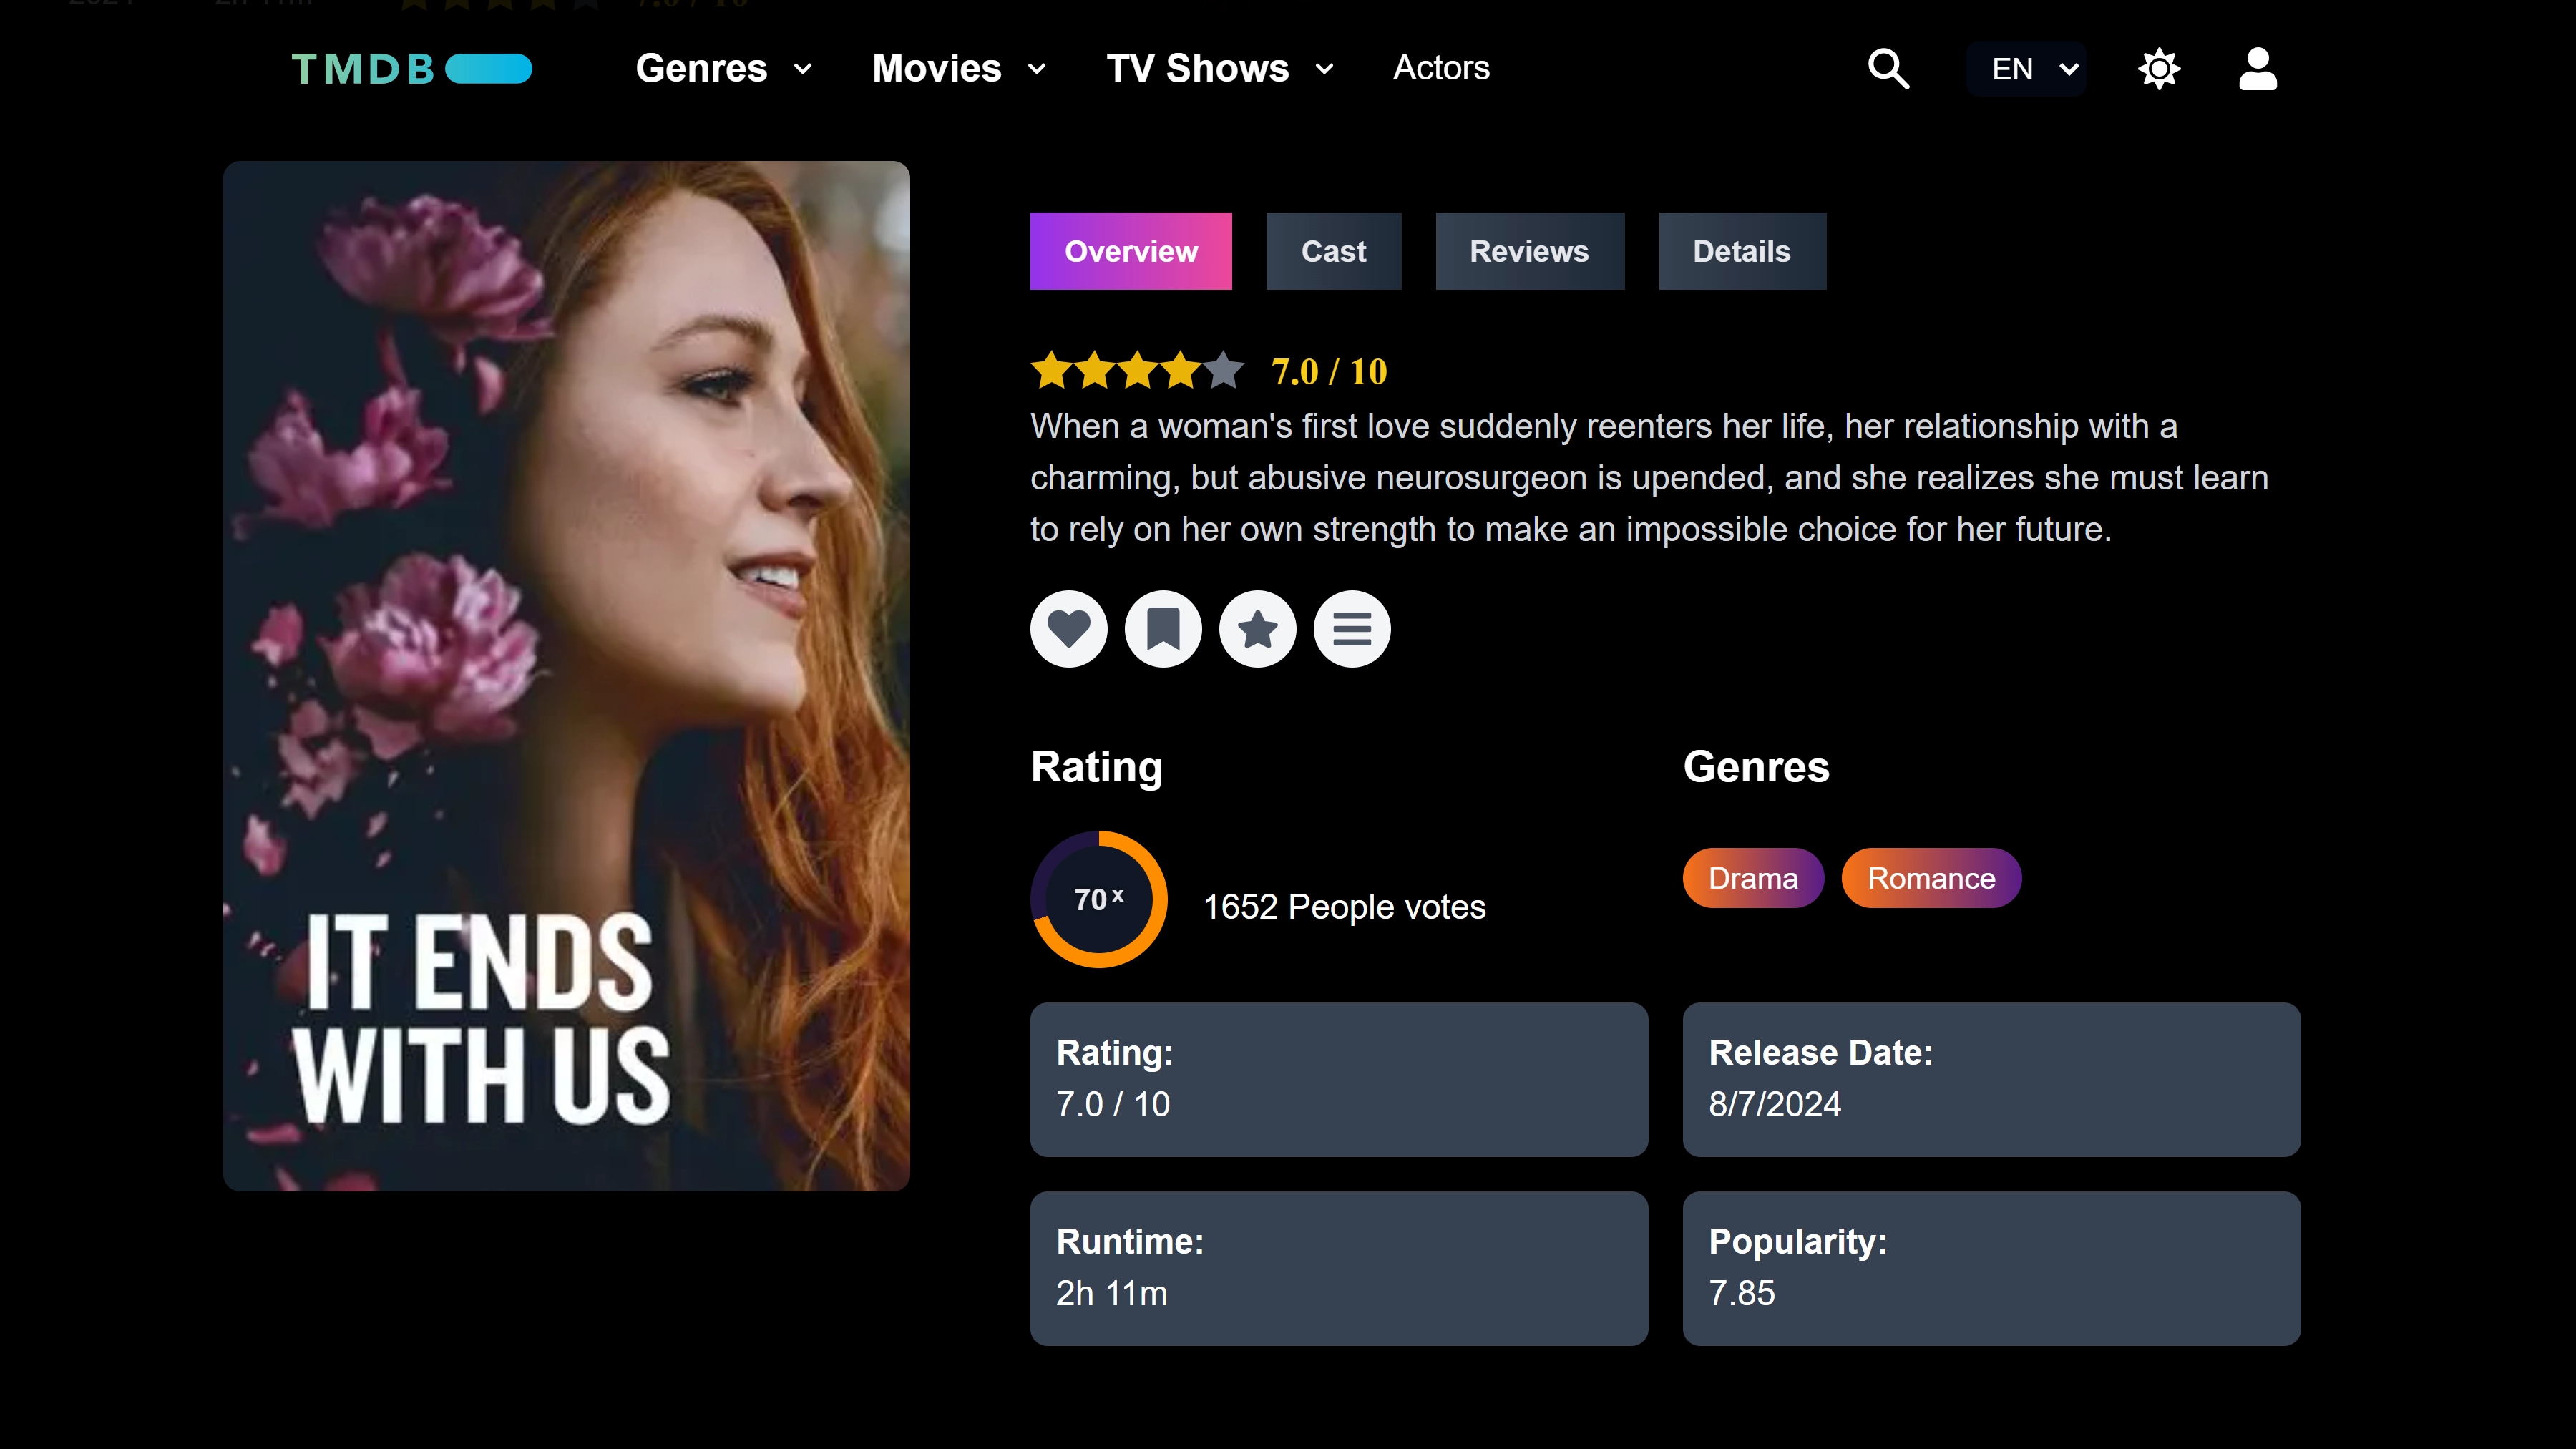 TMDB
Genres
Movies
TV Shows
Actors
EN
Overview
Cast
Reviews
Details
7.0 / 10
When a woman's first love suddenly reenters her life, her relationship with a
charming, but abusive neurosurgeon is upended, and she realizes she must learn
to rely on her own strength to make an impossible choice for her future.
IT ENDS
WITH US
Rating
70 x
1652 People votes
Genres
Drama
Romance
Rating:
7.0 / 10
Release Date:
8/7/2024
Runtime:
2h 11m
Popularity:
7.85